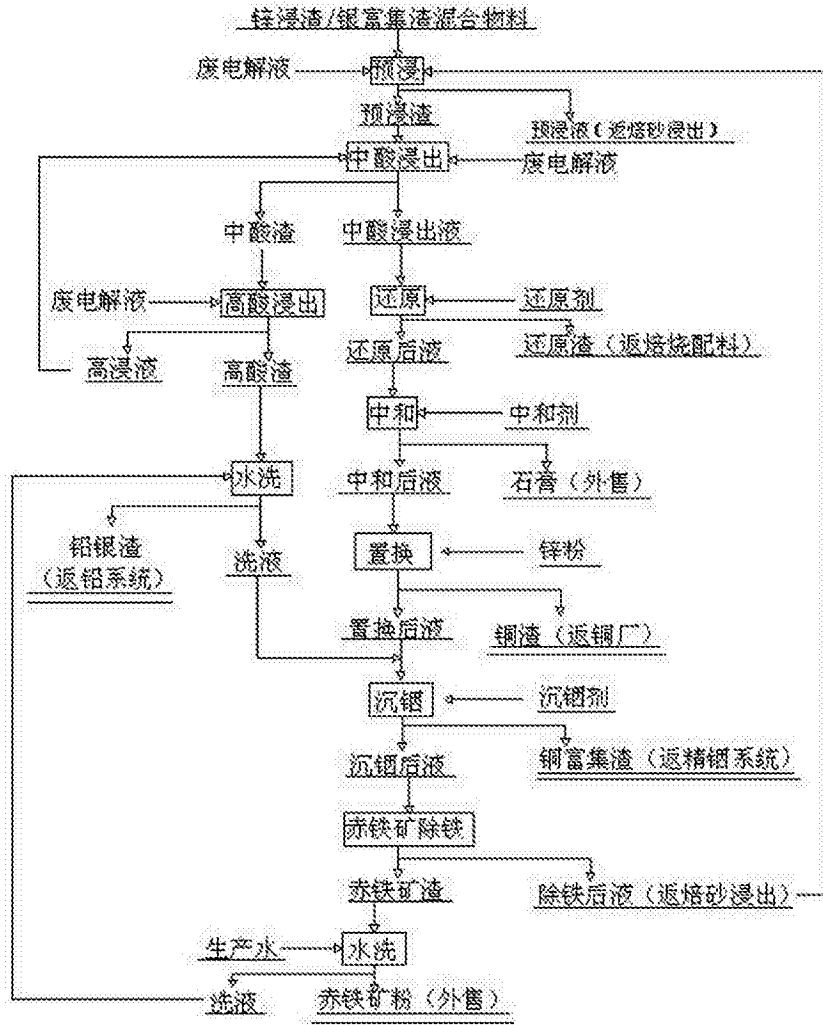 锌浸渣/银富集渣混合物料
废电解液
预浸
预浸渣
预浸液(返焙砂浸出)
中酸浸出
废电解液
中酸渣
中酸浸出液
废电解液
高酸浸出
还原
还原剂
高浸液
高酸渣
还原后液
还原渣(返焙烧配料)
中和
中和剂
水洗
中和后液
石膏(外售)
铅银渣
(返铅系统)
洗液
置换
锌粉
置换后液
铜渣(返铜厂)
沉铟
沉铟剂
沉铟后液
铜富集渣(返精铟系统)
赤铁矿除铁
赤铁矿渣
除铁后液(返焙砂浸出)
生产水
水洗
洗液
赤铁矿粉(外售)